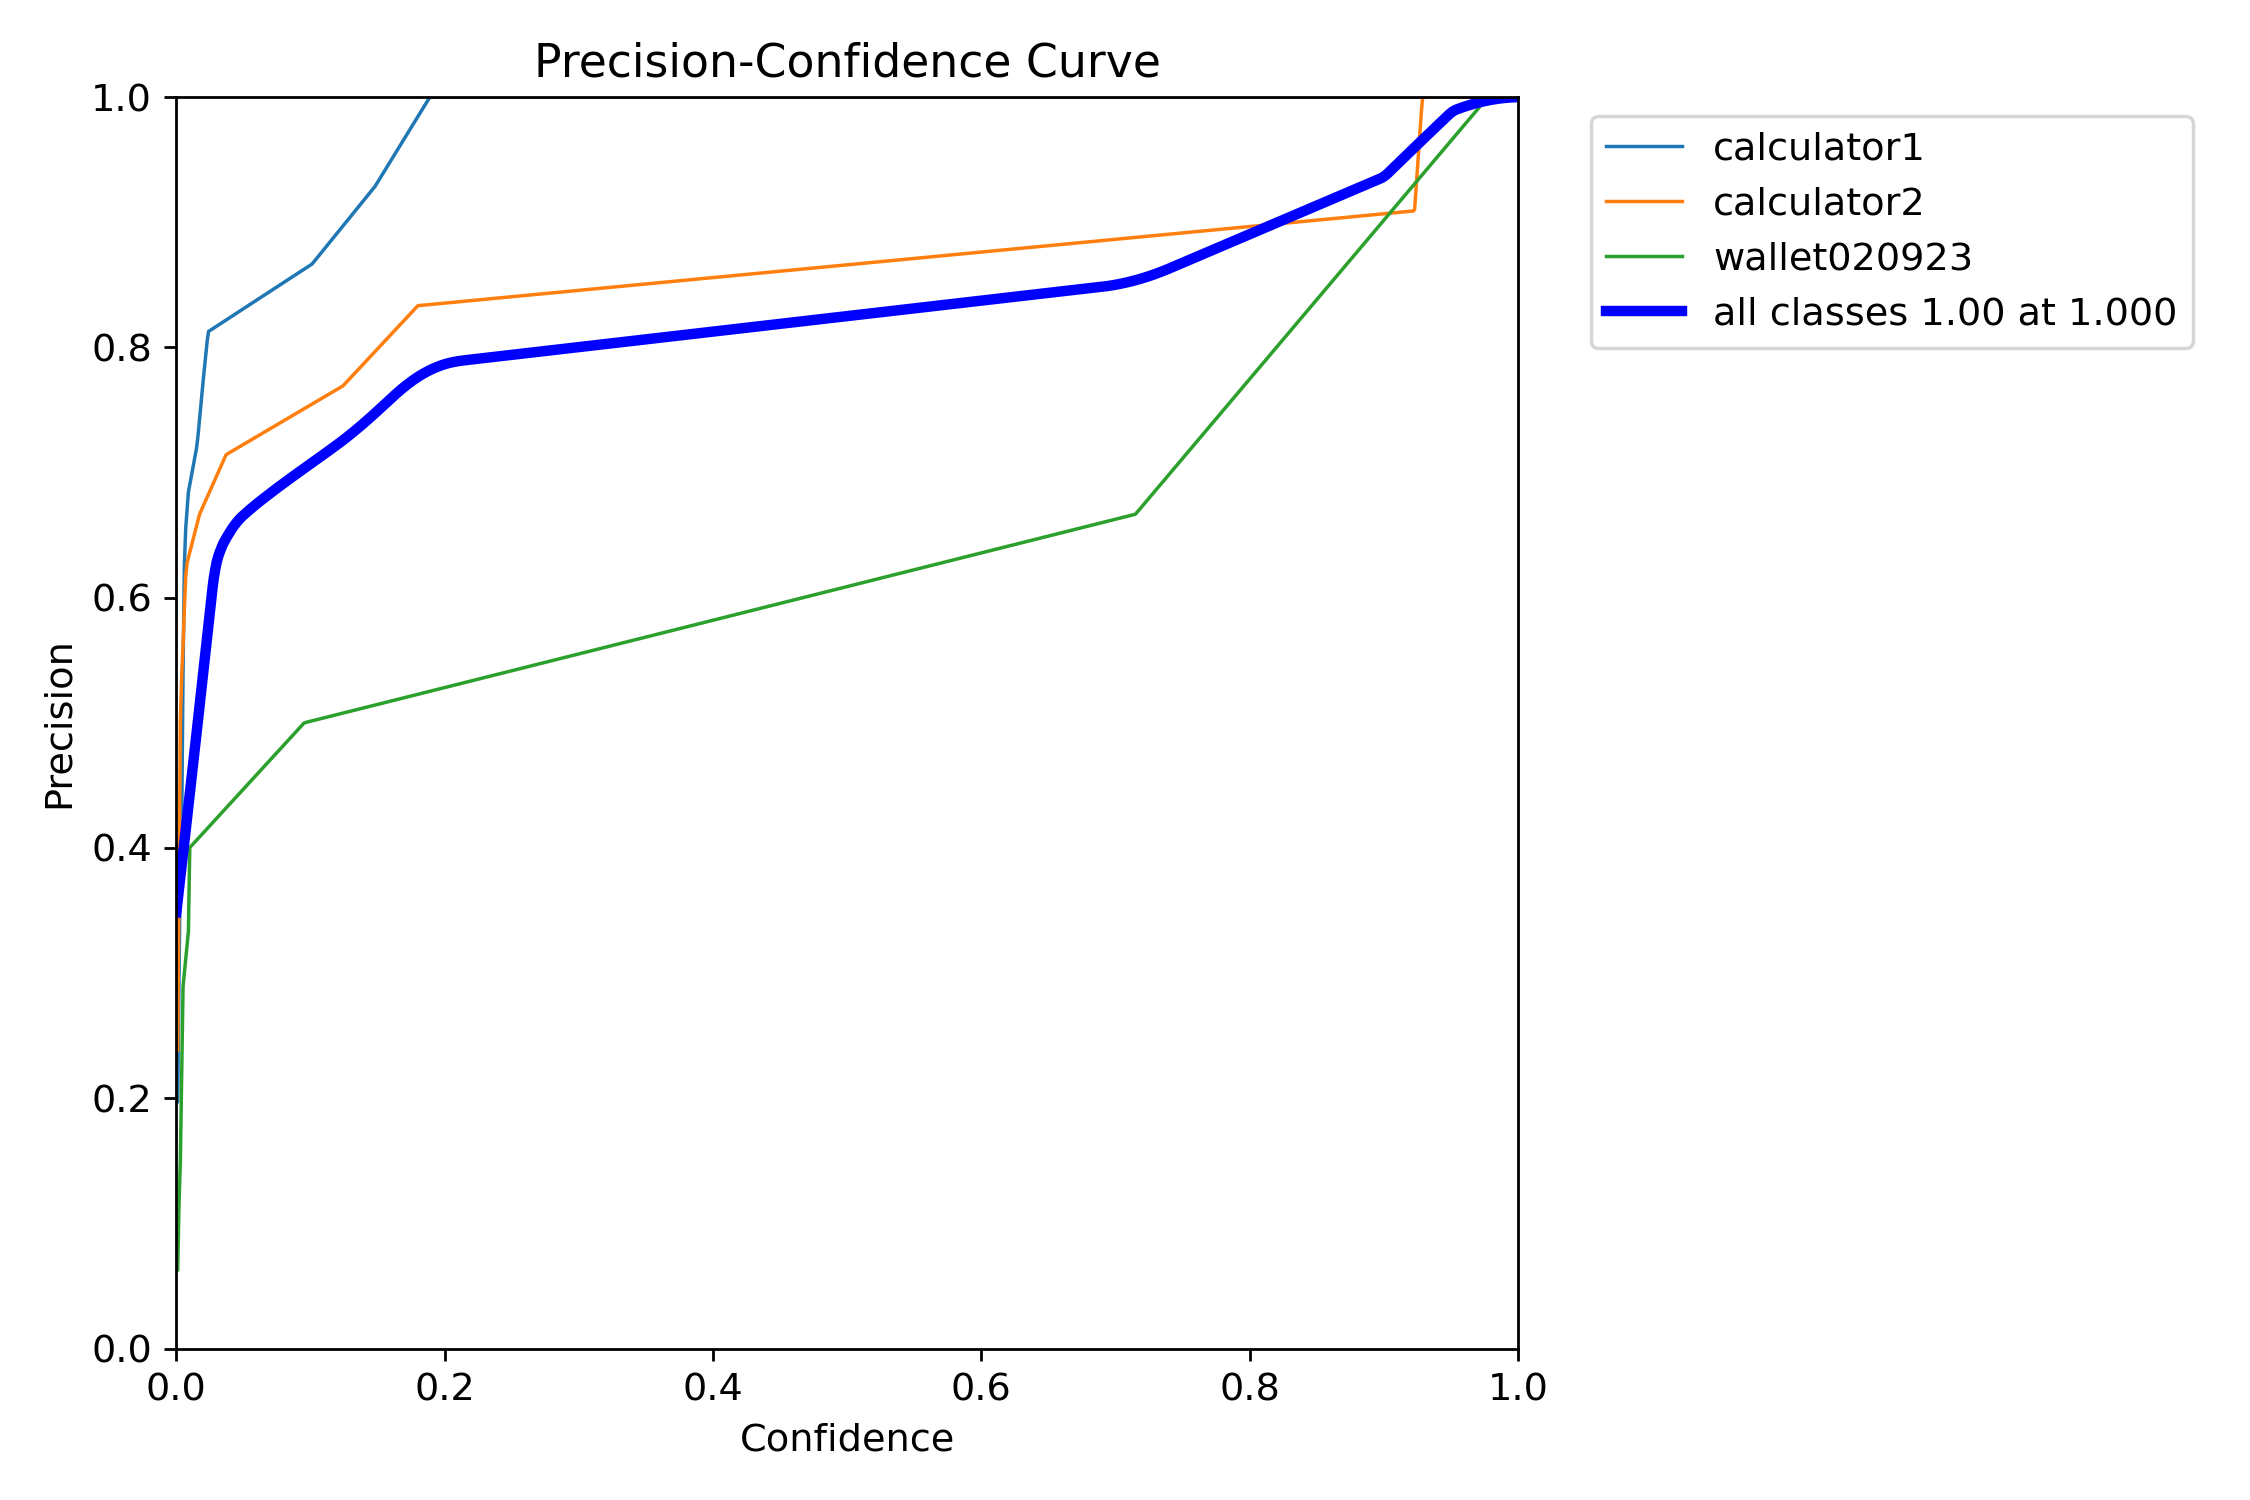 Precision-Confidence Curve
1.0
0.8
0.6
0.4
0.2
0.0
Precision
0.0 0.2 0.4 0.6 0.8 1.0
Confidence
calculator1
calculator2
wallet020923
all classes 1.00 at 1.000